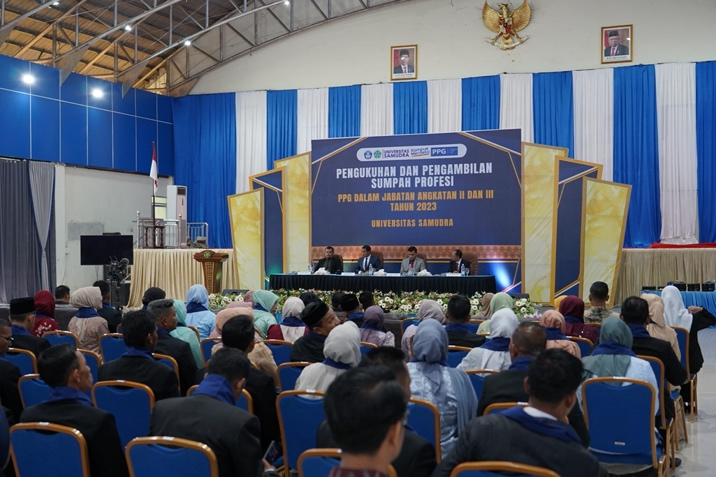 UNIVERSITAS SAMUDRA
PPG
PENGUKUHAN DAN PENGAMBILAN
SUMPAH PROFESI
PPG DALAM JABATAN ANGKATAN II DAN III
TAHUN 2023
UNIVERSITAS SAMUDRA